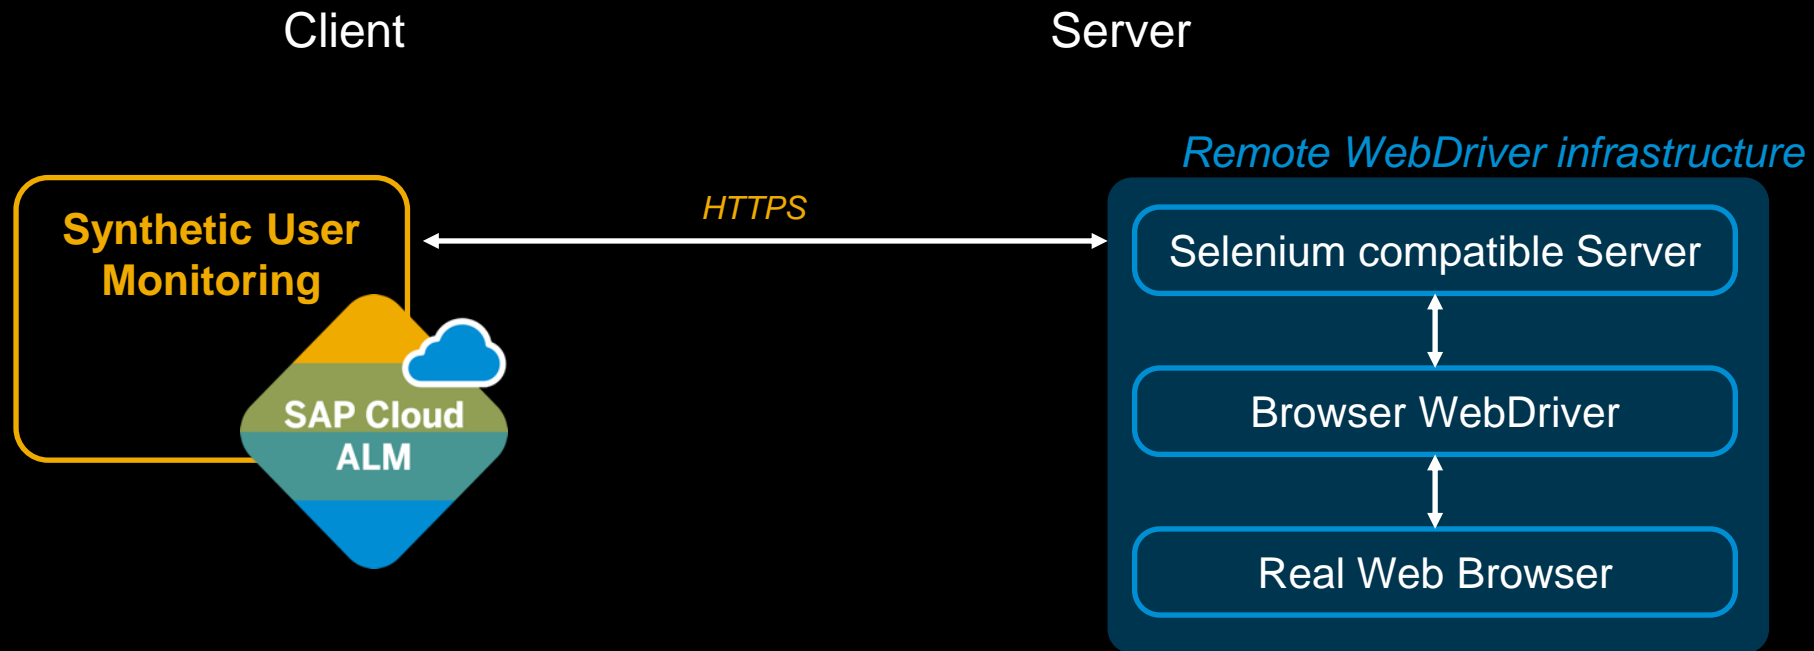 Client
Server
Remote WebDriver infrastructure
Synthetic User
Monitoring
HTTPS
Selenium compatible Server
SAP Cloud
ALM
Browser WebDriver
Real Web Browser